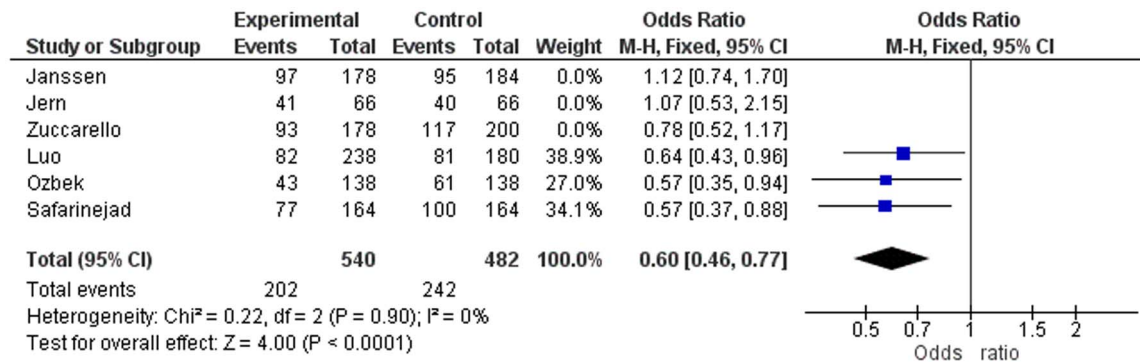 Experimental Control Odds Ratio Odds Ratio
Study or Subgroup Events Total Events Total Weight M-H, Fixed, 95% CI M-H, Fixed, 95% CI
Janssen 97 178 95 184 0.0% 1.12 [0.74, 1.70]
Jern 41 66 40 66 0.0% 1.07 [0.53, 2.15]
Zuccarello 93 178 117 200 0.0% 0.78 [0.52, 1.17]
Luo 82 238 81 180 38.9% 0.64 [0.43, 0.96]
Ozbek 43 138 61 138 27.0% 0.57 [0.35, 0.94]
Safarinejad 77 164 100 164 34.1% 0.57 [0.37, 0.88]
Total (95% CI) 540 482 100.0% 0.60 [0.46, 0.77]
Total events 202 242
Heterogeneity: Chi² = 0.22, df = 2 (P = 0.90); I² = 0%
Test for overall effect: Z = 4.00 (P < 0.0001)
0.5 0.7 1 1.5 2
Odds ratio